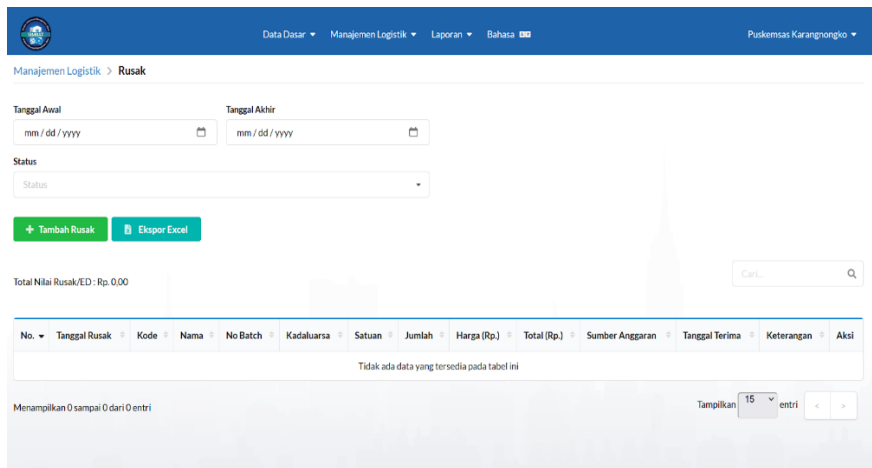 Data Dasar Manajemen Logistik Laporan Bahasa Puskemsas Karangnongko
Manajemen Logistik > Rusak
Tanggal Awal Tanggal Akhir
mm / dd / yyyy mm / dd / yyyy
Status
Status
+ Tambah Rusak Ekspor Excel
Cari...
Total Nilai Rusak/ED : Rp. 0,00
No. Tanggal Rusak Kode Nama No Batch Kadaluarsa Satuan Jumlah Harga (Rp.) Total (Rp.) Sumber Anggaran Tanggal Terima Keterangan Aksi
Tidak ada data yang tersedia pada tabel ini
Menampilkan 0 sampai 0 dari 0 entri Tampilkan 15 entri < >